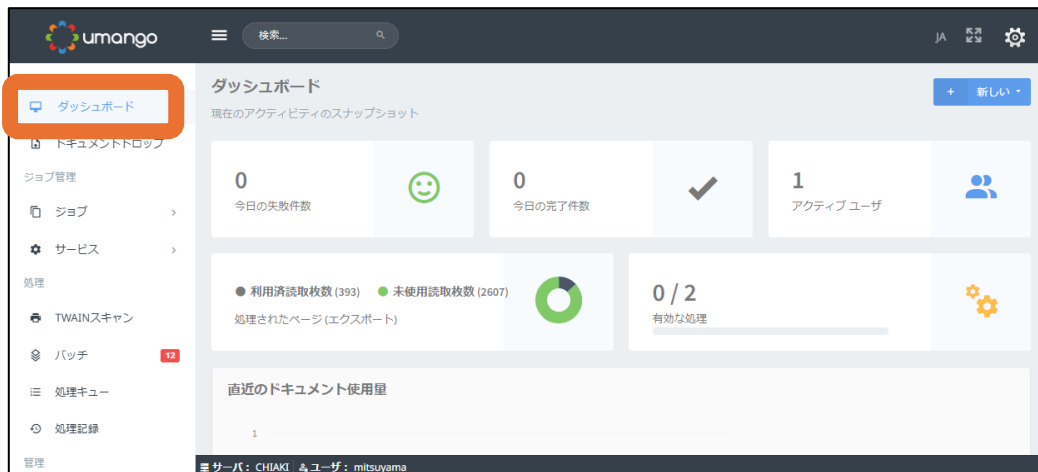 umango
検索...
JA
ダッシュボード
ドキュメントドロップ
ジョブ管理
ジョブ
サービス
処理
TWAINスキャン
バッチ
12
処理キュー
処理記録
管理
ダッシュボード
現在のアクティビティのスナップショット
+ 新しい
0
今日の失敗件数
0
今日の完了件数
1
アクティブ ユーザ
利用済読取枚数 (393) 未使用読取枚数 (2607)
処理されたページ (エクスポート)
0 / 2
有効な処理
直近のドキュメント使用量
1
サーバ： CHIAKI ユーザ： mitsuyama